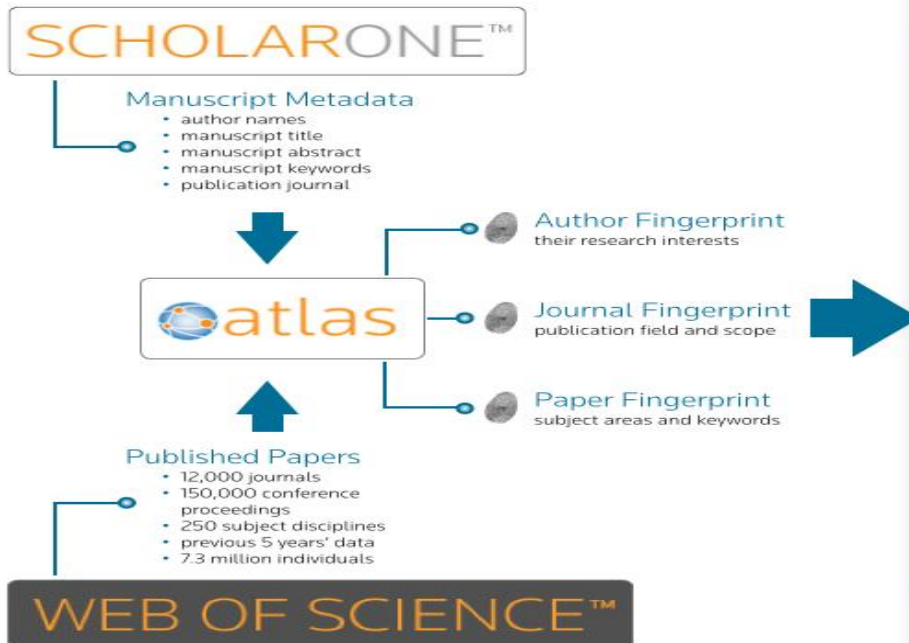 SCHOLARONE™
Manuscript Metadata
• author names
• manuscript title
• manuscript abstract
• manuscript keywords
• publication journal
Author Fingerprint
their research interests
atlas
Journal Fingerprint
publication field and scope
Paper Fingerprint
subject areas and keywords
Published Papers
• 12,000 journals
• 150,000 conference
proceedings
• 250 subject disciplines
• previous 5 years' data
• 7.3 million individuals
WEB OF SCIENCE™